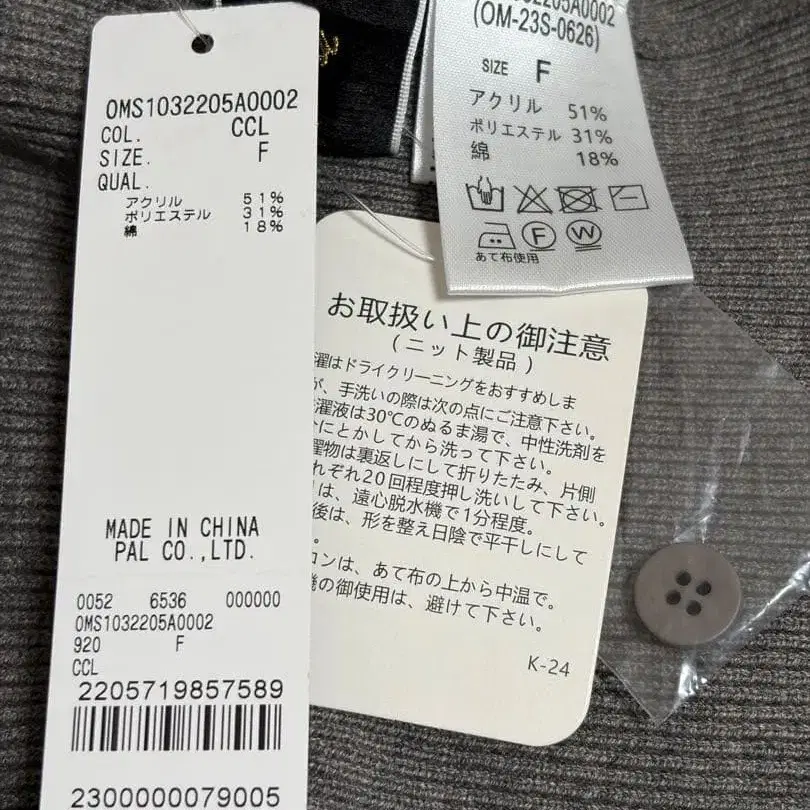 OMS1032205A0002
COL. CCL
SIZE. F
QUAL.
アクリル 51%
ポリエステル 31%
綿 18%
MADE IN CHINA
PAL CO.,LTD.
0052 6536 000000
OMS1032205A0002
920 F
CCL
2205719857589
2300000079005
2205A0002
(OM-23S-0626)
SIZE F
アクリル 51%
ポリエステル 31%
綿 18%
F W
あて布使用
お取扱い上の御注意
(ニット製品)
濯はドライクリーニングをおすすめしま
が、手洗いの際は次の点にご注意下さい。
濯液は30℃のぬるま湯で、中性洗剤を
にとかしてから洗って下さい。
濯物は裏返しにして折りたたみ、片側
れぞれ20回程度押し洗いして下さい。
は、遠心脱水機で1分程度。
後は、形を整え日陰で平干しにして
。
ロンは、あて布の上から中温で。
機の御使用は、避けて下さい。
K-24